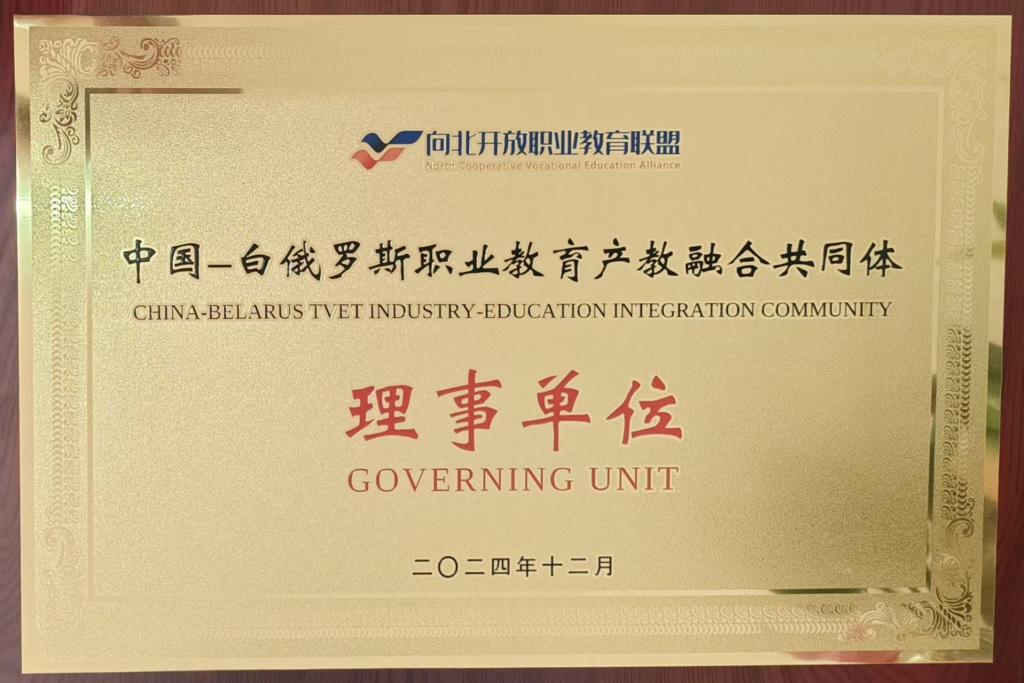 向北开放职业教育联盟
North Cooperative Vocational Education Alliance
中国–白俄罗斯职业教育产教融合共同体
CHINA-BELARUS TVET INDUSTRY-EDUCATION INTEGRATION COMMUNITY
理事单位
GOVERNING UNIT
二〇二四年十二月